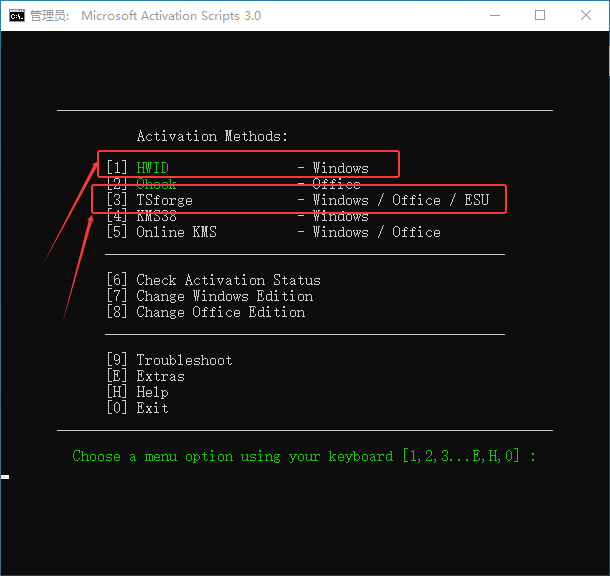 管理员: Microsoft Activation Scripts 3.0
Activation Methods:
[1] HWID - Windows
[2] Ohook - Office
[3] TSforge - Windows / Office / ESU
[4] KMS38 - Windows
[5] Online KMS - Windows / Office
[6] Check Activation Status
[7] Change Windows Edition
[8] Change Office Edition
[9] Troubleshoot
[E] Extras
[H] Help
[0] Exit
Choose a menu option using your keyboard [1,2,3...E,H,0] :